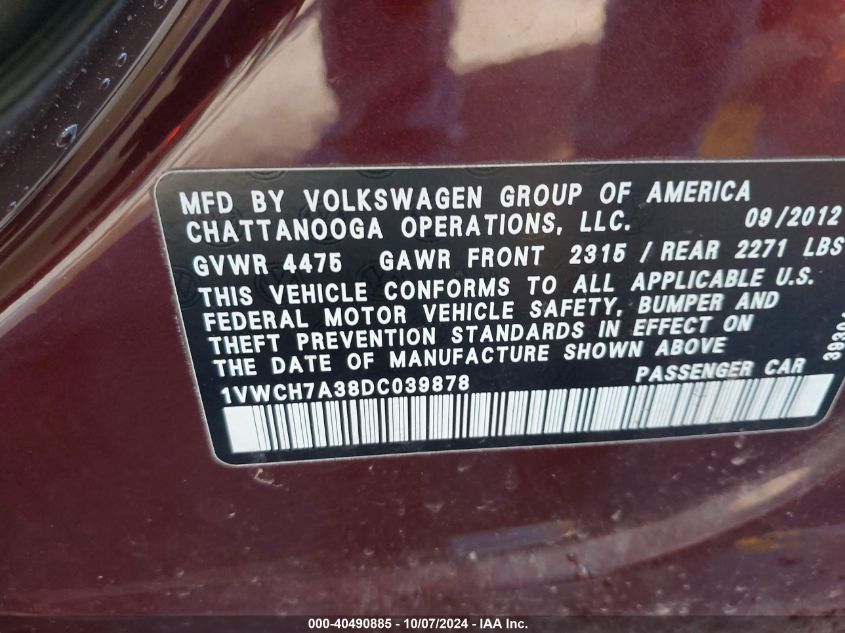 MFD BY VOLKSWAGEN GROUP OF AMERICA
CHATTANOOGA OPERATIONS, LLC. 09/2012
GVWR 4475 GAWR FRONT 2315 / REAR 2271 LBS
THIS VEHICLE CONFORMS TO ALL APPLICABLE U.S.
FEDERAL MOTOR VEHICLE SAFETY, BUMPER AND
THEFT PREVENTION STANDARDS IN EFFECT ON
THE DATE OF MANUFACTURE SHOWN ABOVE
1VWCH7A38DC039878 PASSENGER CAR
000-40490885 - 10/07/2024 - IAA Inc.